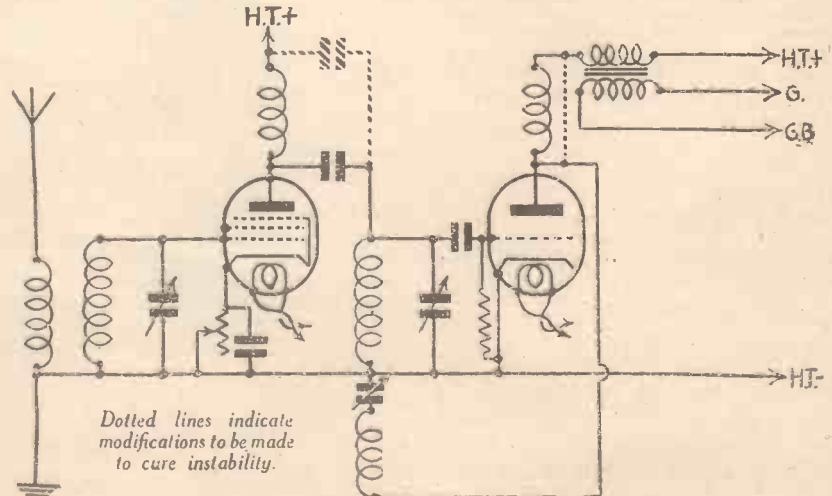 H.T.+
H.T.+
G.
G.B
H.T.-
Dotted lines indicate
modifications to be made
to cure instability.